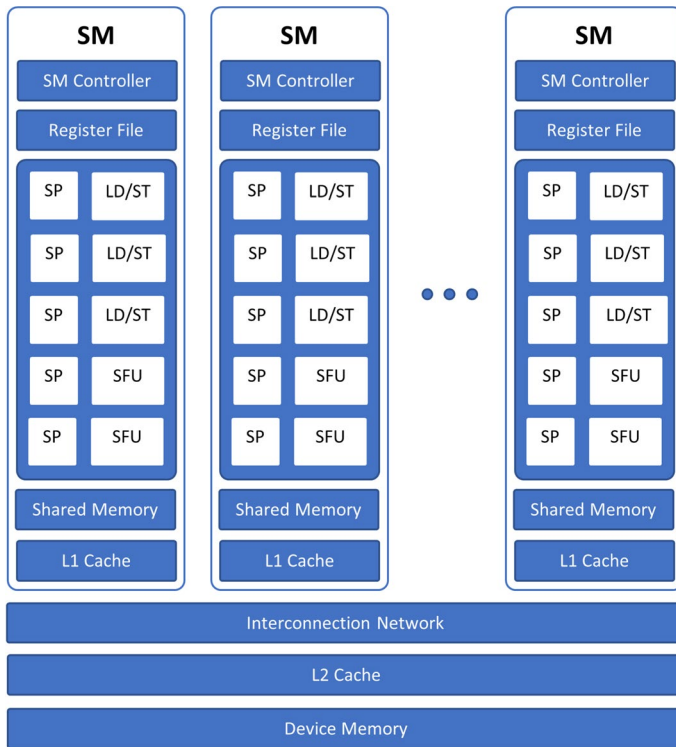 SM
SM Controller
Register File
SP LD/ST
SP LD/ST
SP LD/ST
SP SFU
SP SFU
Shared Memory
L1 Cache
SM
SM Controller
Register File
SP LD/ST
SP LD/ST
SP LD/ST
SP SFU
SP SFU
Shared Memory
L1 Cache
SM
SM Controller
Register File
SP LD/ST
SP LD/ST
SP LD/ST
SP SFU
SP SFU
Shared Memory
L1 Cache
Interconnection Network
L2 Cache
Device Memory